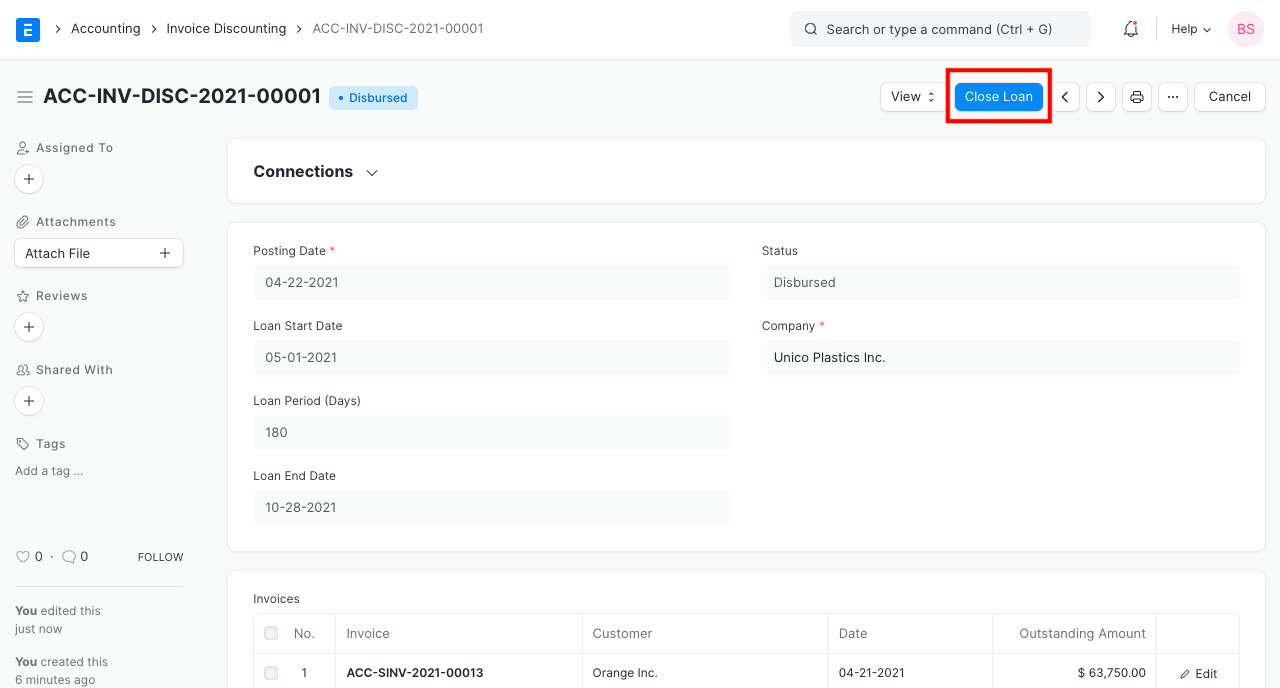 E
Accounting
Invoice Discounting
ACC-INV-DISC-2021-00001
Search or type a command (Ctrl + G)
Help
BS
ACC-INV-DISC-2021-00001
Disbursed
View
Close Loan
Cancel
Assigned To
Attachments
Attach File
Reviews
Shared With
Tags
Add a tag ...
0 · 0 FOLLOW
You edited this
just now
You created this
6 minutes ago
Connections
Posting Date *
04-22-2021
Status
Disbursed
Loan Start Date
05-01-2021
Company *
Unico Plastics Inc.
Loan Period (Days)
180
Loan End Date
10-28-2021
Invoices
No. Invoice Customer Date Outstanding Amount
1 ACC-SINV-2021-00013 Orange Inc. 04-21-2021 $ 63,750.00 Edit